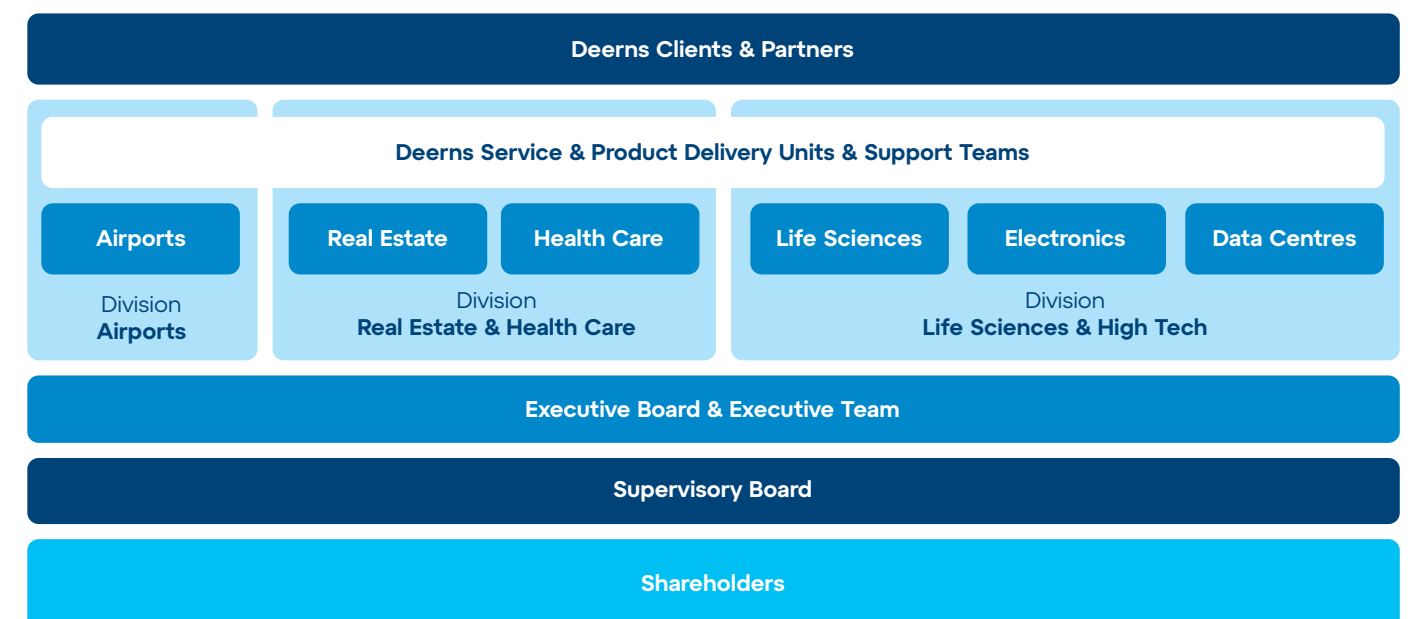 Deerns Clients & Partners
Deerns Service & Product Delivery Units & Support Teams
Airports
Real Estate
Health Care
Life Sciences
Electronics
Data Centres
Division
Airports
Division
Real Estate & Health Care
Division
Life Sciences & High Tech
Executive Board & Executive Team
Supervisory Board
Shareholders